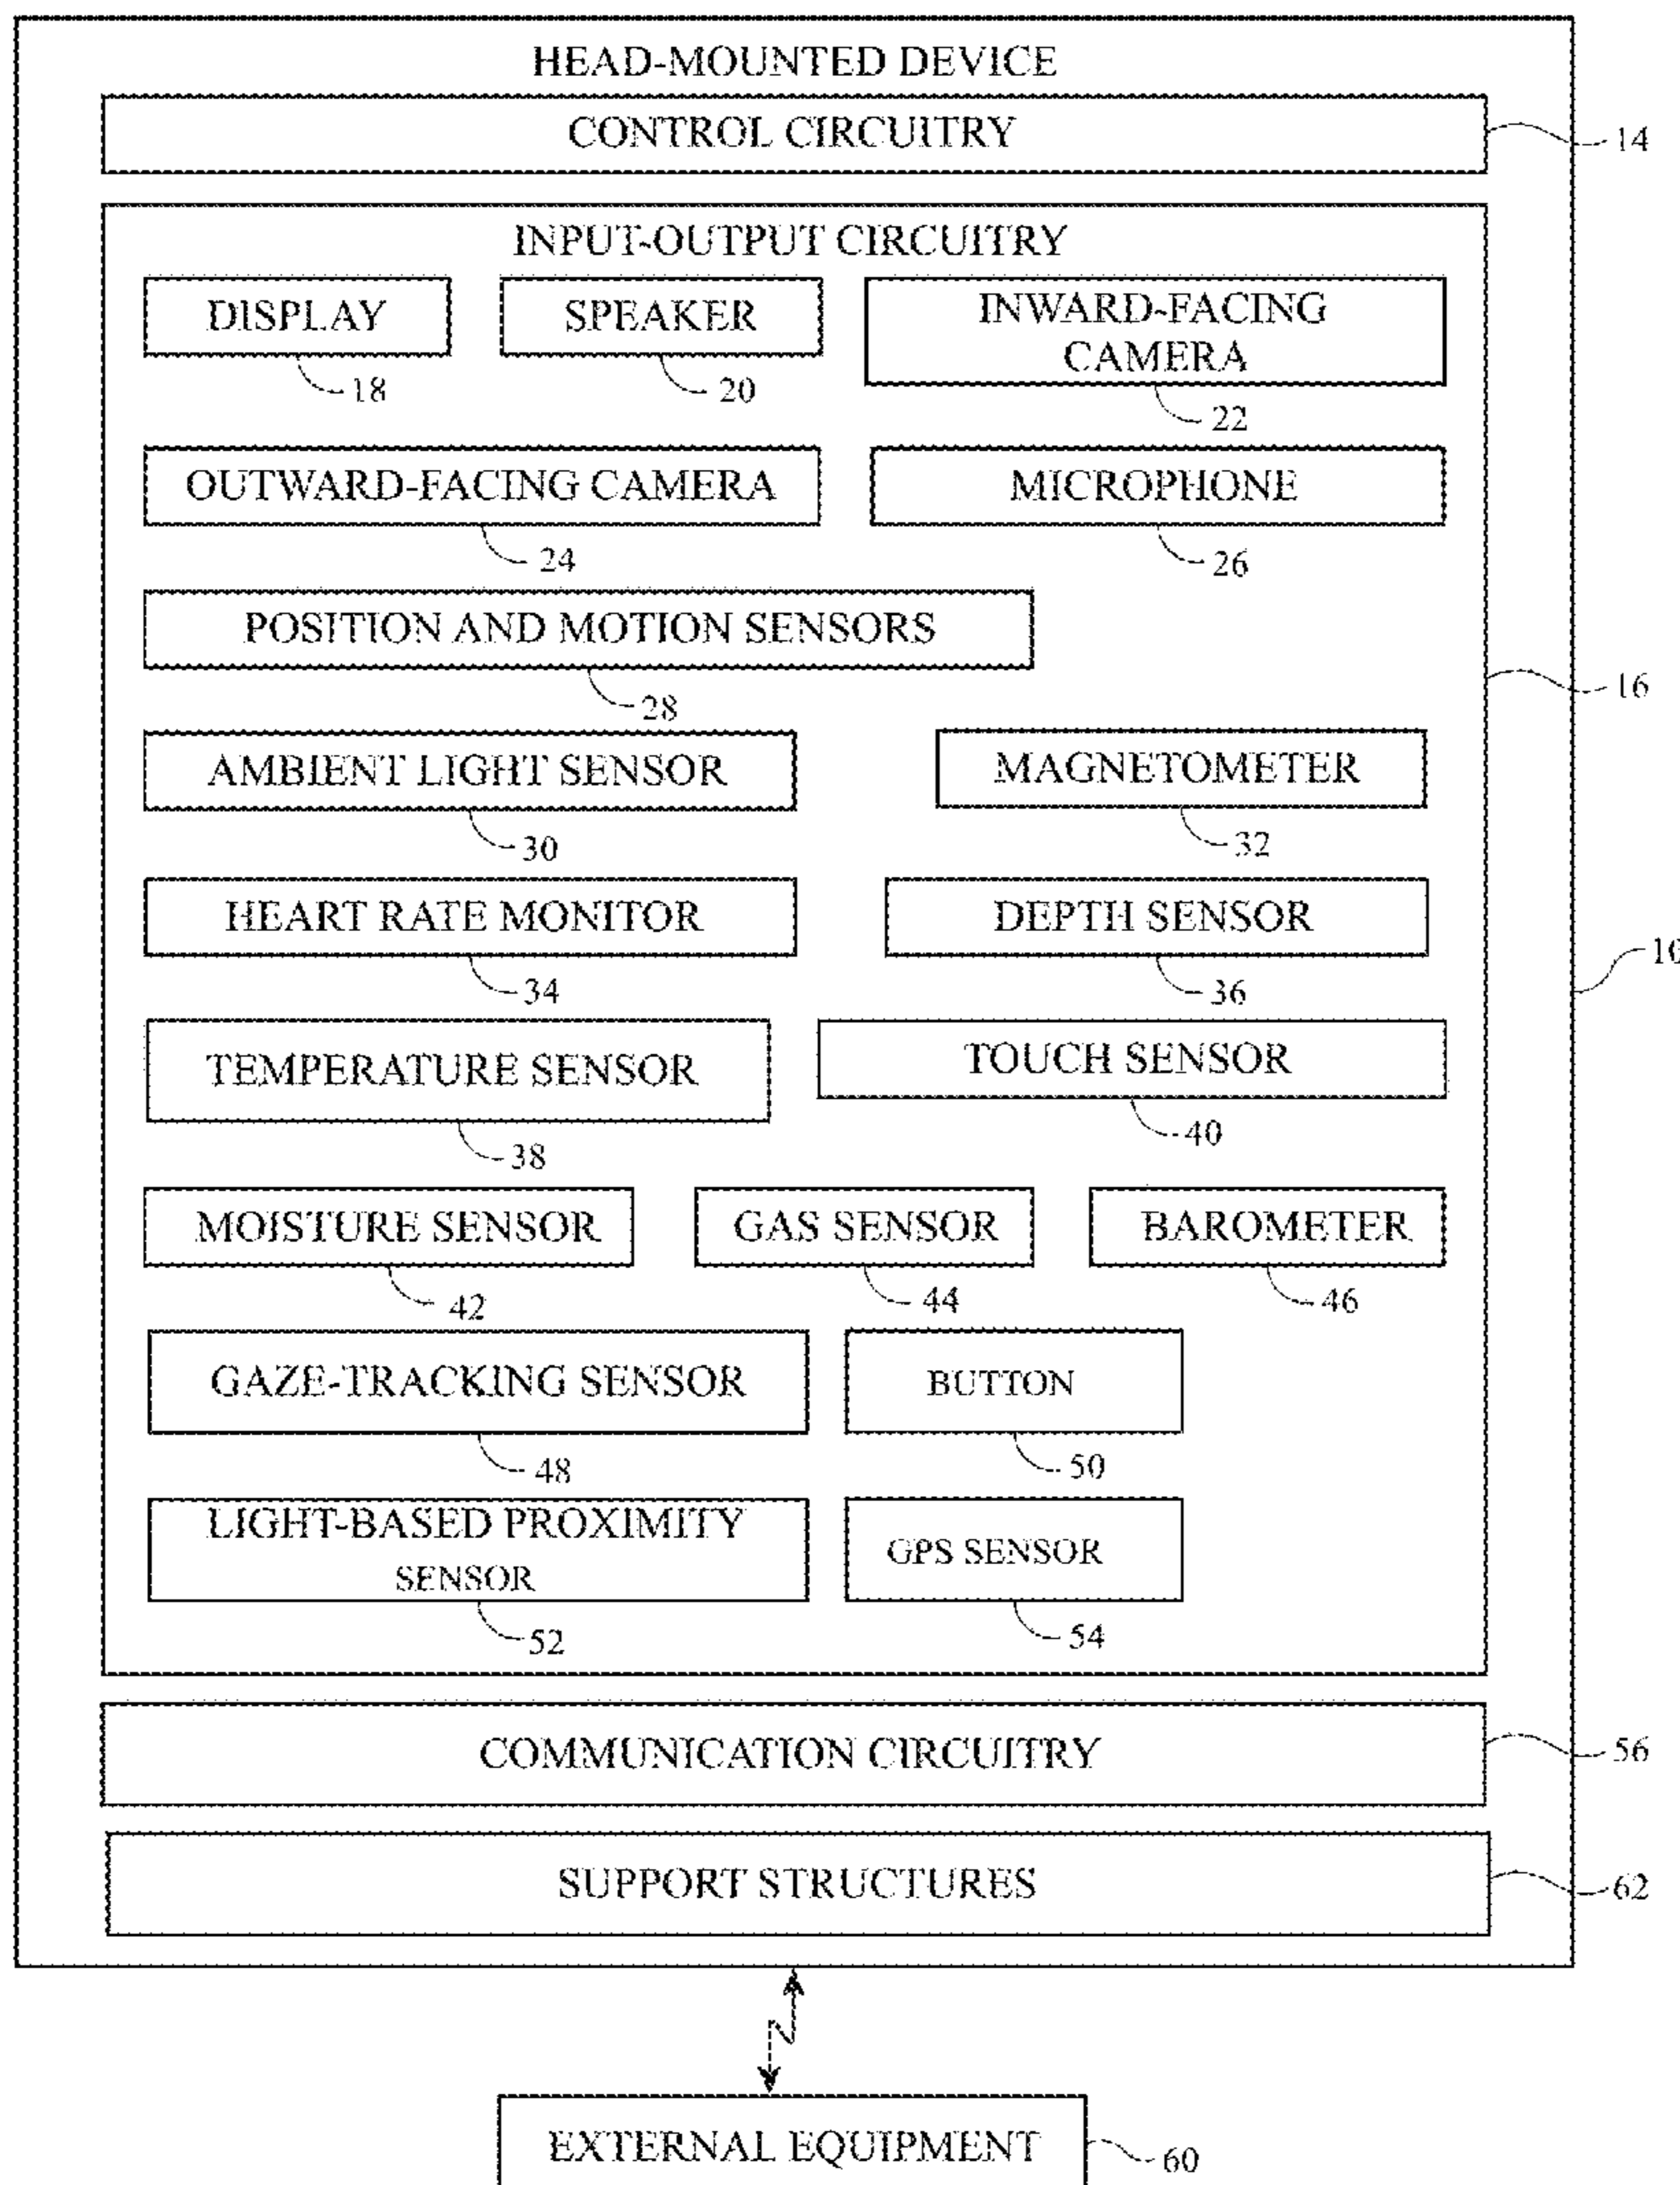 HEAD-MOUNTED DEVICE
CONTROL CIRCUITRY
14
INPUT-OUTPUT CIRCUITRY
DISPLAY
SPEAKER
INWARD-FACING
CAMERA
18
20
22
OUTWARD-FACING CAMERA
MICROPHONE
24
26
POSITION AND MOTION SENSORS
28
16
AMBIENT LIGHT SENSOR
MAGNETOMETER
30
32
HEART RATE MONITOR
DEPTH SENSOR
10
34
36
TEMPERATURE SENSOR
TOUCH SENSOR
38
40
MOISTURE SENSOR
GAS SENSOR
BAROMETER
42
44
46
GAZE-TRACKING SENSOR
BUTTON
48
50
LIGHT-BASED PROXIMITY
SENSOR
GPS SENSOR
52
54
COMMUNICATION CIRCUITRY
56
SUPPORT STRUCTURES
62
EXTERNAL EQUIPMENT
60